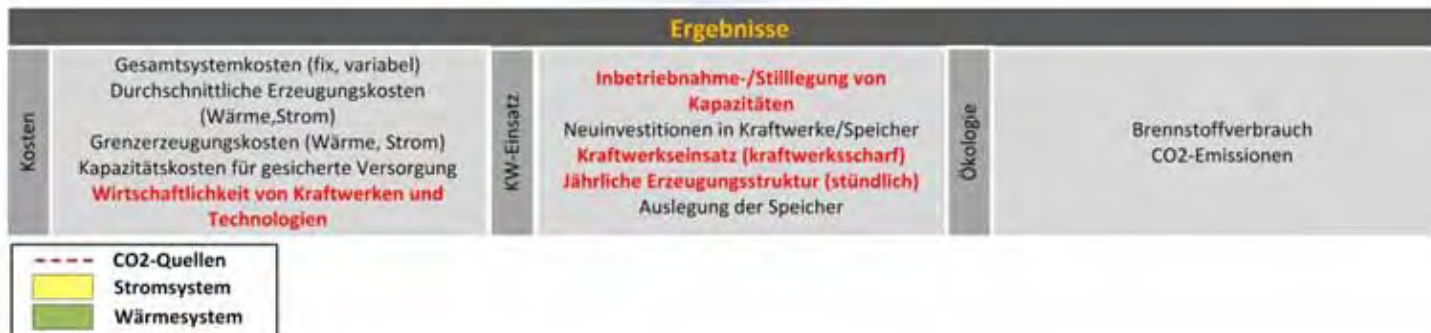 Ergebnisse
Kosten
Gesamtsystemkosten (fix, variabel)
Durchschnittliche Erzeugungskosten
(Wärme,Strom)
Grenzerzeugungskosten (Wärme, Strom)
Kapazitätskosten für gesicherte Versorgung
Wirtschaftlichkeit von Kraftwerken und
Technologien
KW-Einsatz
Inbetriebnahme-/Stilllegung von
Kapazitäten
Neuinvestitionen in Kraftwerke/Speicher
Kraftwerkseinsatz (kraftwerksscharf)
Jährliche Erzeugungsstruktur (stündlich)
Auslegung der Speicher
Ökologie
Brennstoffverbrauch
CO2-Emissionen
CO2-Quellen
Stromsystem
Wärmesystem